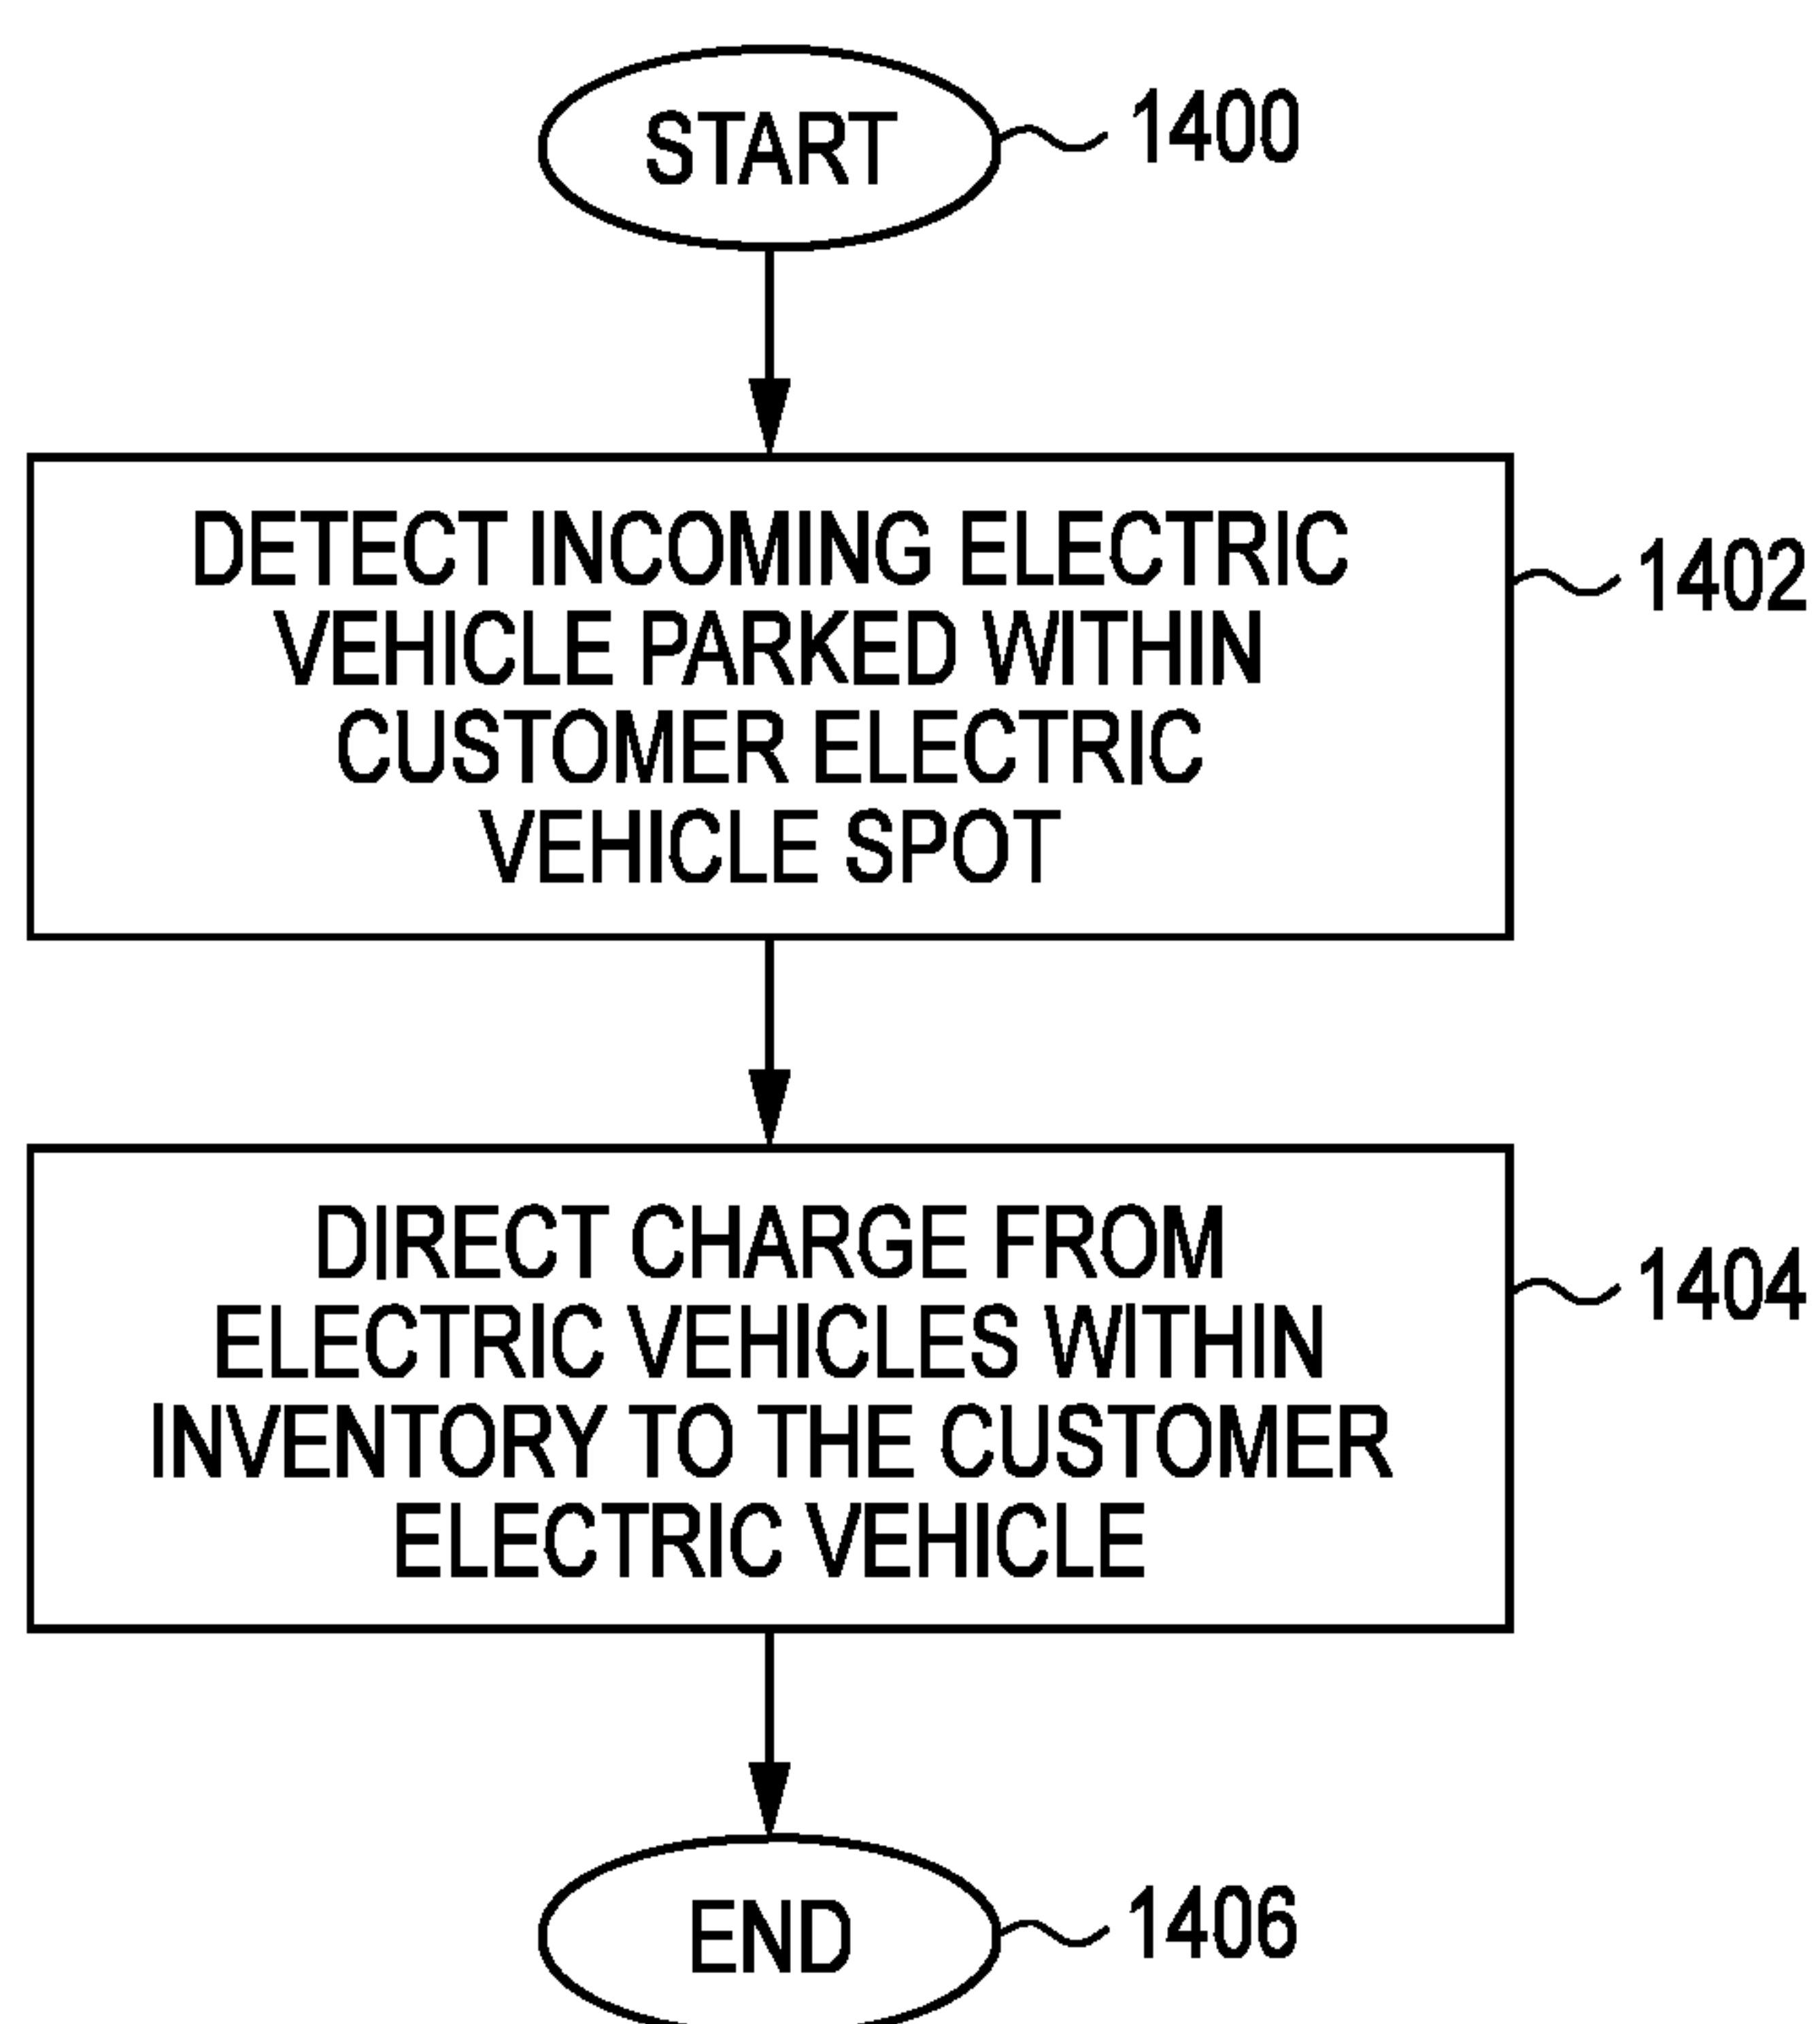 START
1400
DETECT INCOMING ELECTRIC
VEHICLE PARKED WITHIN
CUSTOMER ELECTRIC
VEHICLE SPOT
1402
DIRECT CHARGE FROM
ELECTRIC VEHICLES WITHIN
INVENTORY TO THE CUSTOMER
ELECTRIC VEHICLE
1404
END
1406